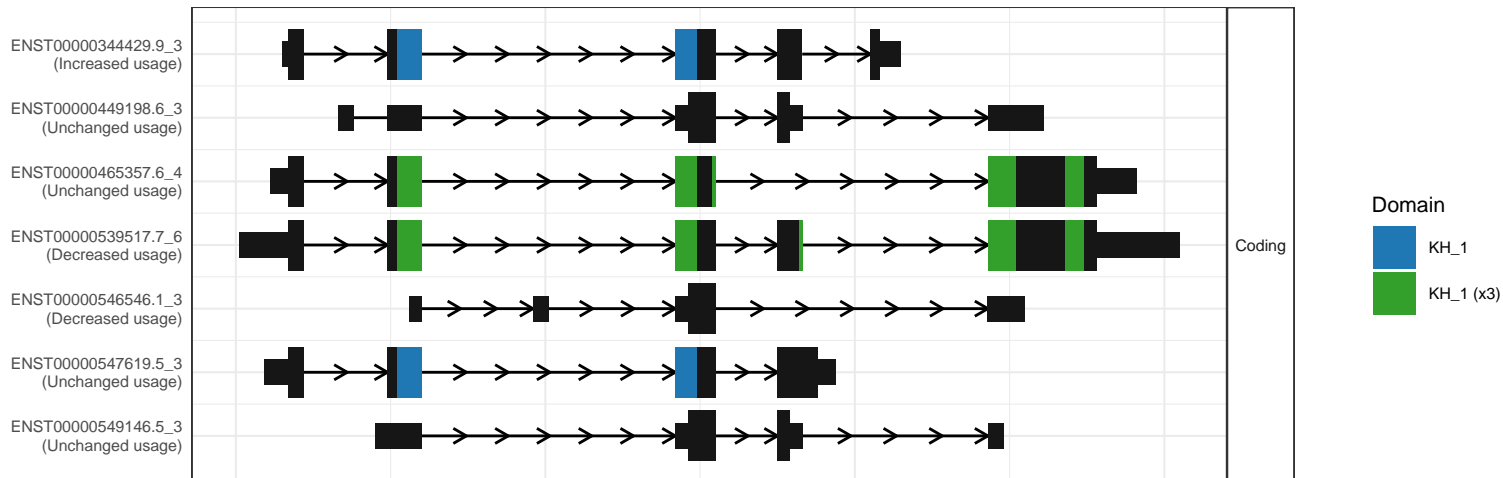 ENST00000344429.9_3
(Increased usage)
ENST00000449198.6_3
(Unchanged usage)
ENST00000465357.6_4
(Unchanged usage)
ENST00000539517.7_6
(Decreased usage)
ENST00000546546.1_3
(Decreased usage)
ENST00000547619.5_3
(Unchanged usage)
ENST00000549146.5_3
(Unchanged usage)
Coding
Domain
KH_1
KH_1 (x3)